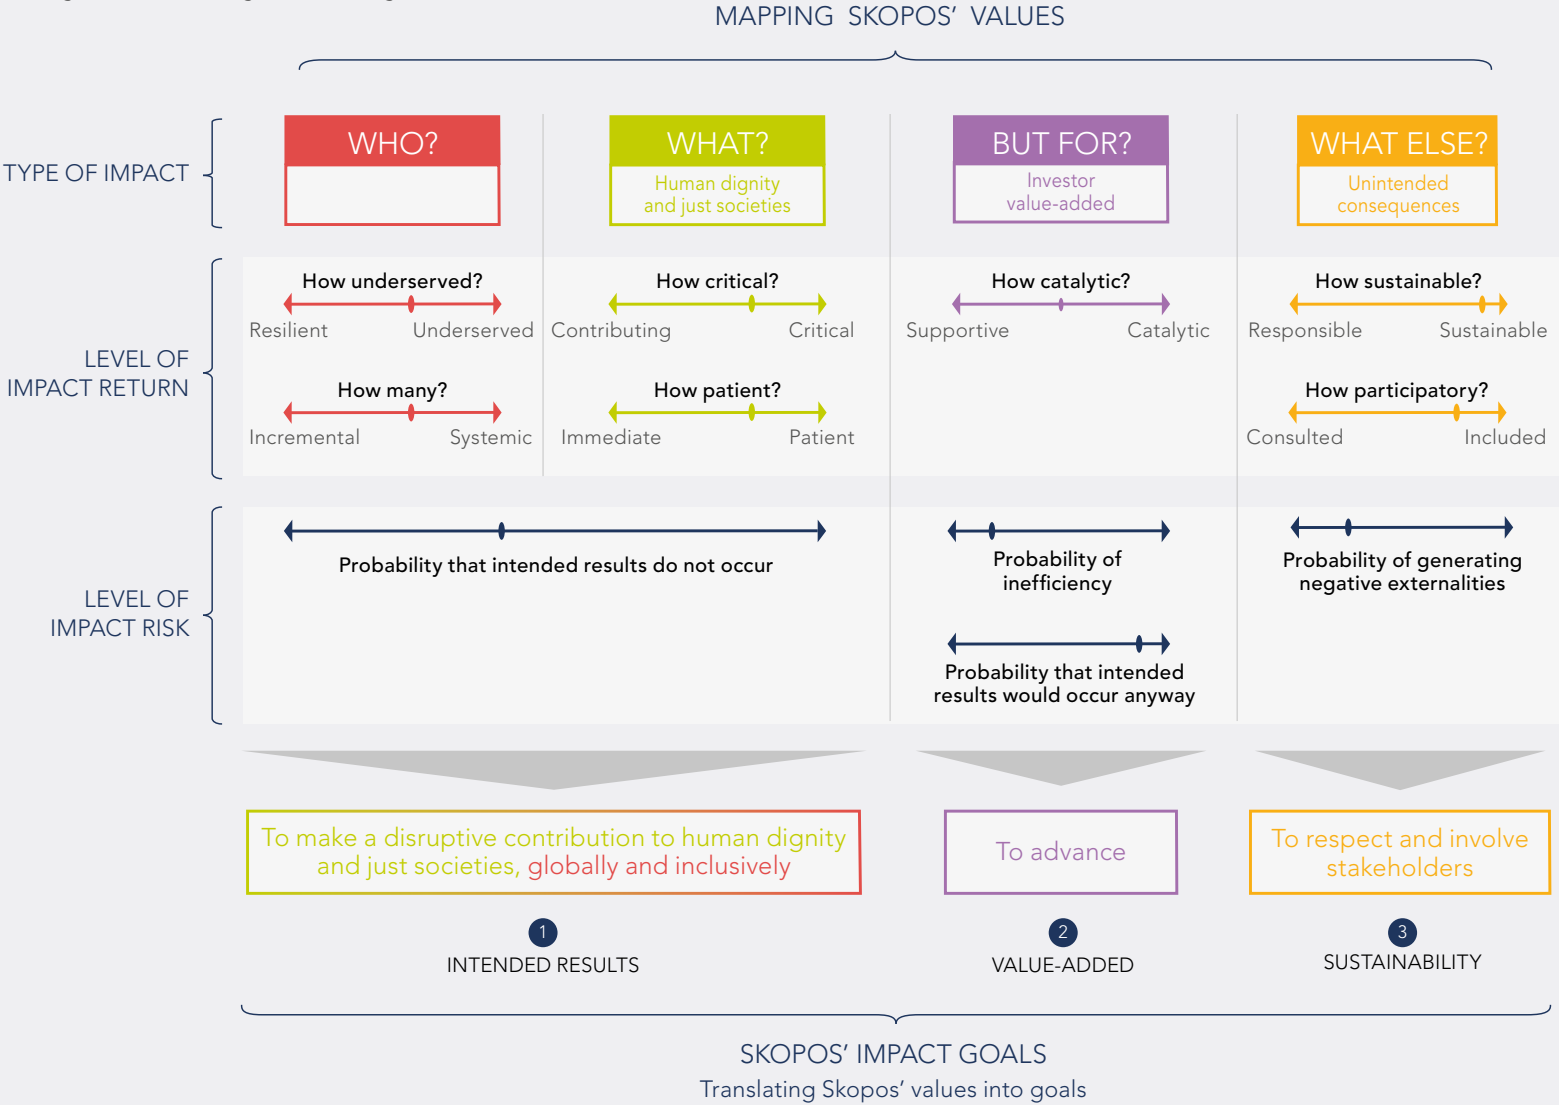 MAPPING SKOPOS’ VALUES
TYPE OF IMPACT
WHO?
WHAT?
Human dignity
and just societies
BUT FOR?
Investor
value-added
WHAT ELSE?
Unintended
consequences
LEVEL OF
IMPACT RETURN
How underserved?
Resilient
Underserved
How critical?
Contributing
Critical
How catalytic?
Supportive
Catalytic
How sustainable?
Responsible
Sustainable
How many?
Incremental
Systemic
How patient?
Immediate
Patient
How participatory?
Consulted
Included
LEVEL OF
IMPACT RISK
Probability that intended results do not occur
Probability of
inefficiency
Probability that intended
results would occur anyway
Probability of generating
negative externalities
To make a disruptive contribution to human dignity
and just societies, globally and inclusively
To advance
To respect and involve
stakeholders
1
INTENDED RESULTS
2
VALUE-ADDED
3
SUSTAINABILITY
SKOPOS’ IMPACT GOALS
Translating Skopos’ values into goals